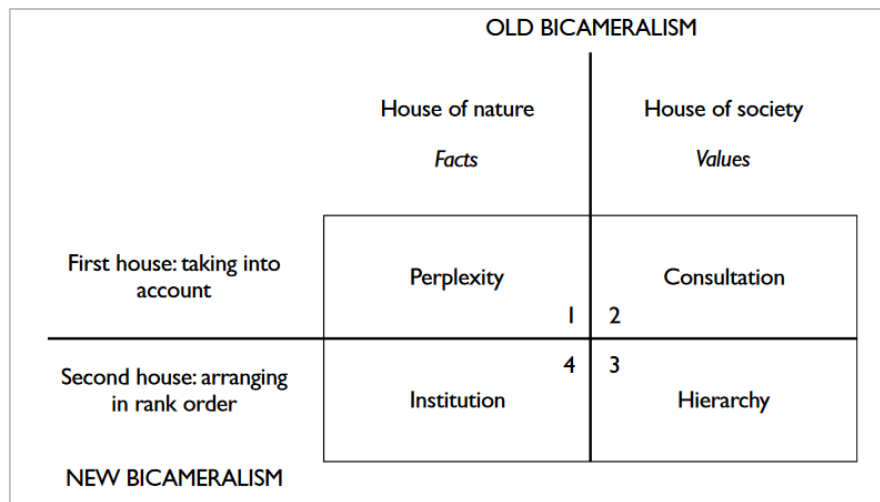 OLD BICAMERALISM
House of nature
House of society
Facts
Values
First house: taking into
account
Perplexity
Consultation
1
2
Second house: arranging
in rank order
4
3
Institution
Hierarchy
NEW BICAMERALISM